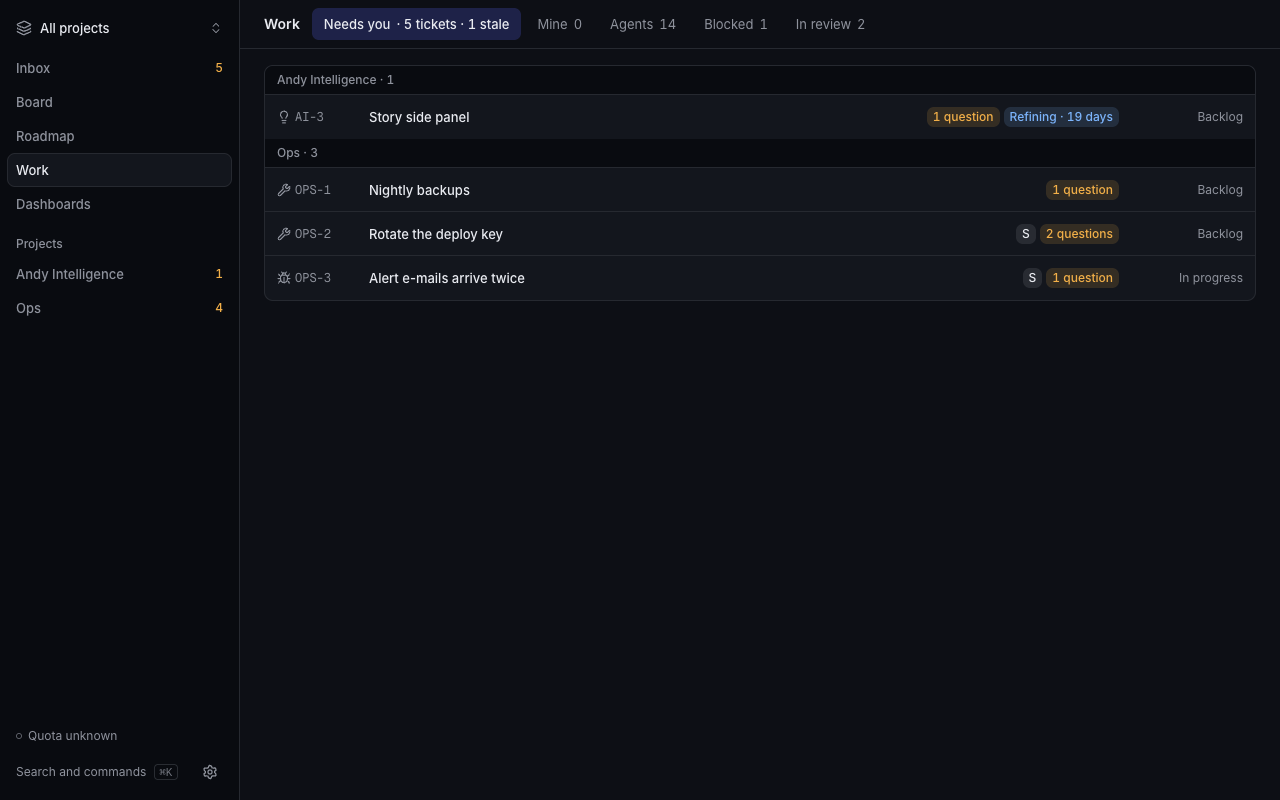 All projects
Inbox 5
Board
Roadmap
Work
Dashboards
Projects
Andy Intelligence 1
Ops 4
Quota unknown
Search and commands ⌘K
Work Needs you · 5 tickets · 1 stale Mine 0 Agents 14 Blocked 1 In review 2
Andy Intelligence · 1
AI-3 Story side panel 1 question Refining · 19 days Backlog
Ops · 3
OPS-1 Nightly backups 1 question Backlog
OPS-2 Rotate the deploy key S 2 questions Backlog
OPS-3 Alert e-mails arrive twice S 1 question In progress